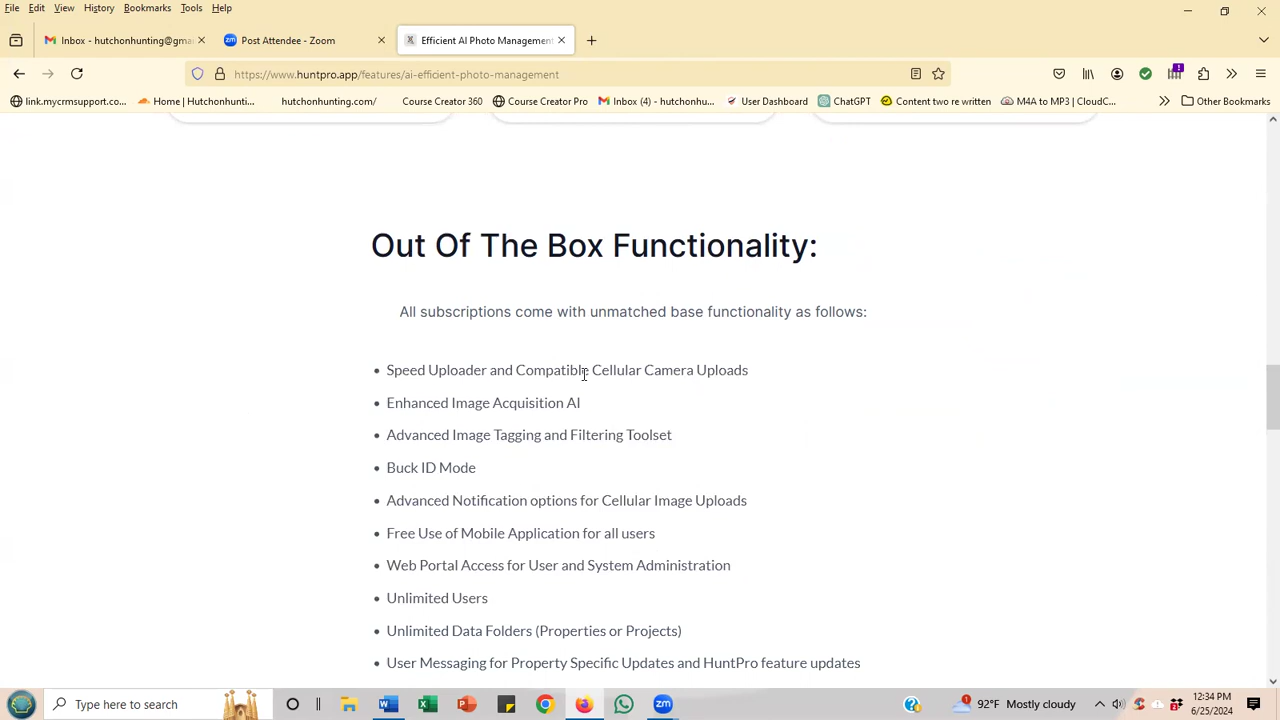 File Edit View History Bookmarks Tools Help
Inbox - hutchonhunting@gma
Post Attendee - Zoom
Efficient AI Photo Management
https://www.huntpro.app/features/ai-efficient-photo-management
link.mycrmsupport.co...
Home | Hutchonhunti...
hutchonhunting.com/
Course Creator 360
Course Creator Pro
Inbox (4) - hutchonhu...
User Dashboard
ChatGPT
Content two re written
M4A to MP3 | CloudC...
Other Bookmarks
Out Of The Box Functionality:
All subscriptions come with unmatched base functionality as follows:
• Speed Uploader and Compatible Cellular Camera Uploads
• Enhanced Image Acquisition AI
• Advanced Image Tagging and Filtering Toolset
• Buck ID Mode
• Advanced Notification options for Cellular Image Uploads
• Free Use of Mobile Application for all users
• Web Portal Access for User and System Administration
• Unlimited Users
• Unlimited Data Folders (Properties or Projects)
• User Messaging for Property Specific Updates and HuntPro feature updates
Type here to search
92°F Mostly cloudy
12:34 PM
6/25/2024